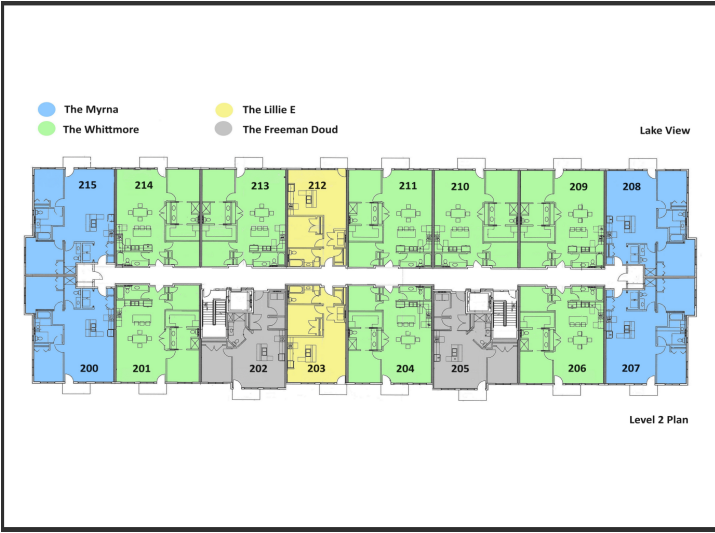 The Myrna
The Lillie E
The Whittmore
The Freeman Doud
Lake View
215
214
213
212
211
210
209
208
200
201
202
203
204
205
206
207
Level 2 Plan